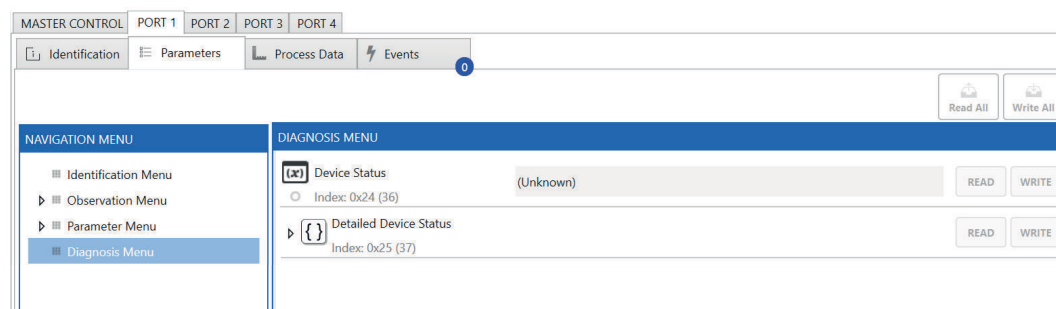 MASTER CONTROL PORT 1 PORT 2 PORT 3 PORT 4
Identification Parameters Process Data Events
0
Read All Write All
NAVIGATION MENU
Identification Menu
Observation Menu
Parameter Menu
Diagnosis Menu
DIAGNOSIS MENU
(x) Device Status (Unknown) READ WRITE
Index: 0x24 (36)
{ } Detailed Device Status READ WRITE
Index: 0x25 (37)